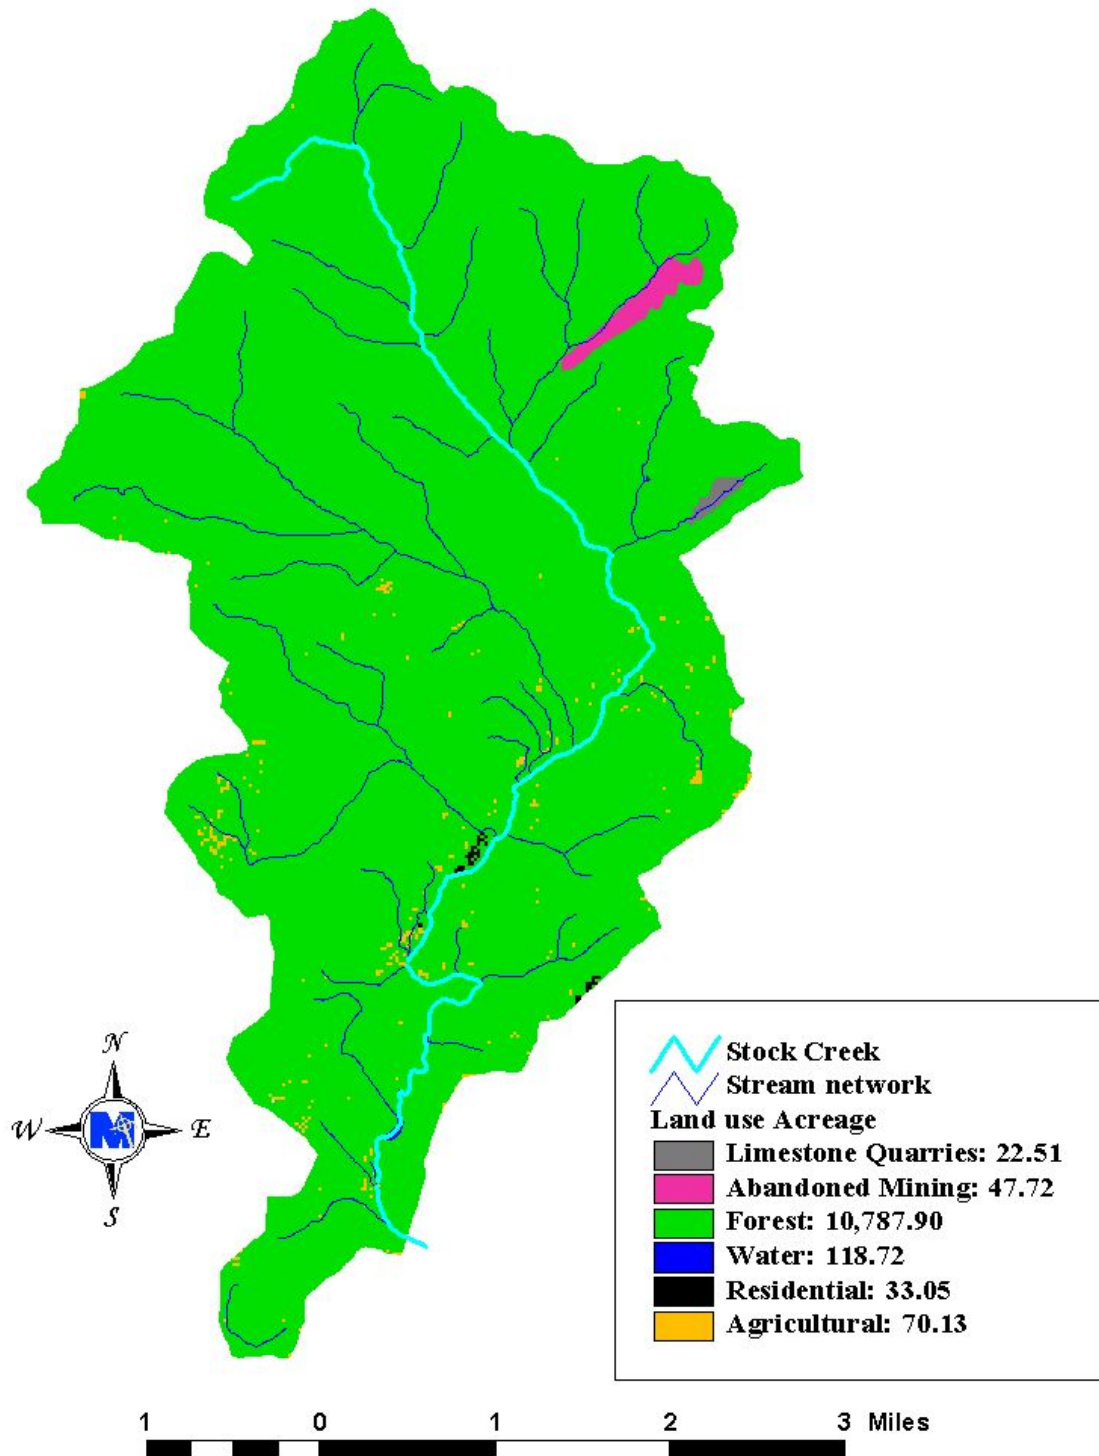 N
W E
S
Stock Creek
Stream network
Land use Acreage
Limestone Quarries: 22.51
Abandoned Mining: 47.72
Forest: 10,787.90
Water: 118.72
Residential: 33.05
Agricultural: 70.13
1 0 1 2 3 Miles